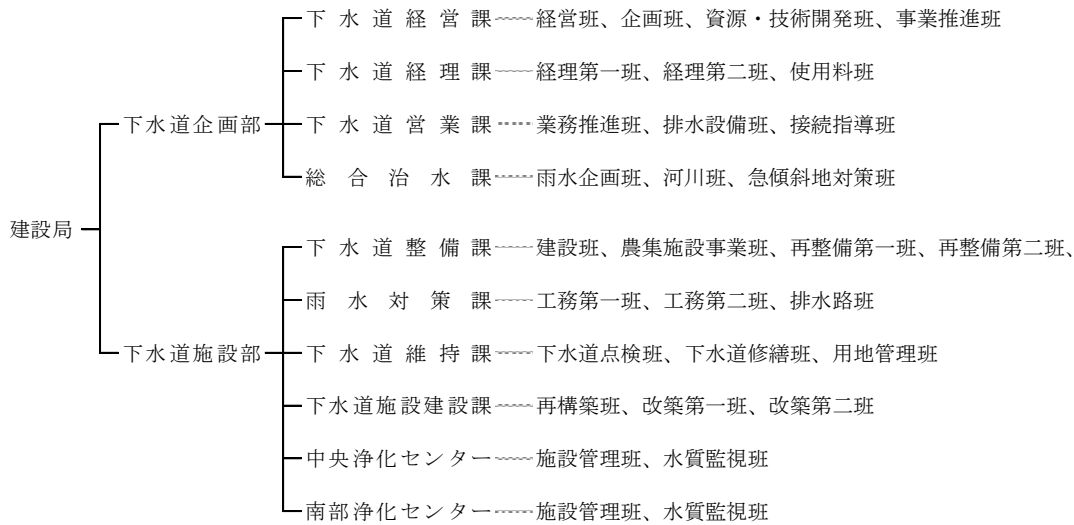 下水道経営課 経営班、企画班、資源・技術開発班、事業推進班
下水道経理課 経理第一班、経理第二班、使用料班
下水道企画部
下水道営業課 業務推進班、排水設備班、接続指導班
総合治水課 雨水企画班、河川班、急傾斜地対策班
建設局
下水道整備課 建設班、農集施設事業班、再整備第一班、再整備第二班、
雨水対策課 工務第一班、工務第二班、排水路班
下水道施設部
下水道維持課 下水道点検班、下水道修繕班、用地管理班
下水道施設建設課 再構築班、改築第一班、改築第二班
中央浄化センター 施設管理班、水質監視班
南部浄化センター 施設管理班、水質監視班